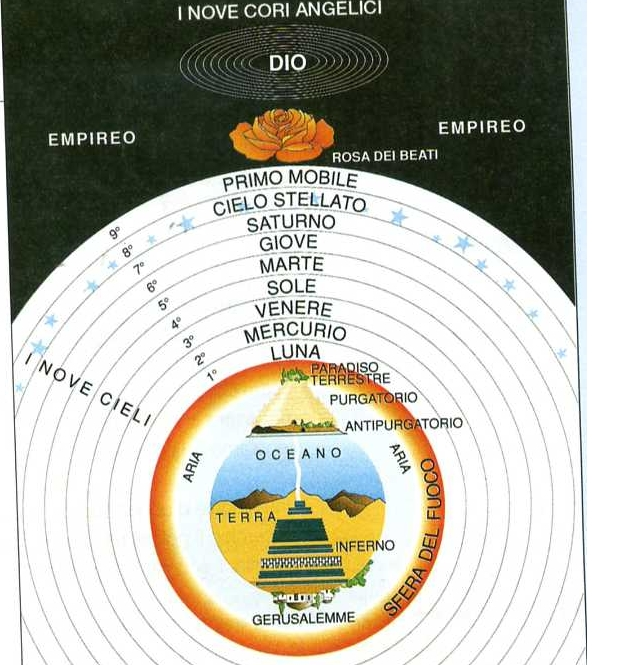 I NOVE CORI ANGELICI
DIO
EMPIREO
EMPIREO
ROSA DEI BEATI
PRIMO MOBILE
CIELO STELLATO
SATURNO
GIOVE
MARTE
SOLE
VENERE
MERCURIO
LUNA
9°
8°
7°
6°
5°
4°
3°
2°
1°
I NOVE CIELI
PARADISO
TERRESTRE
PURGATORIO
ANTIPURGATORIO
OCEANO
ARIA
ARIA
TERRA
INFERNO
SFERA DEL FUOCO
GERUSALEMME